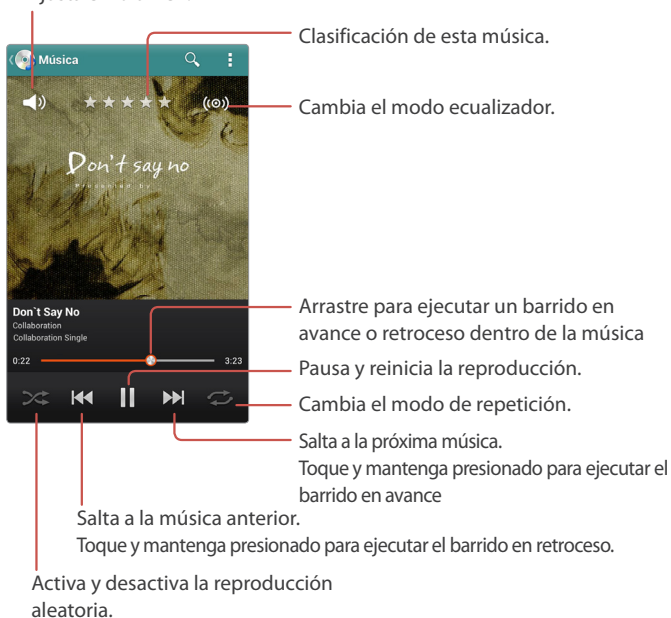 Clasificación de esta música.
Música
Cambia el modo ecualizador.
Don't say no
Presented by
Arrastre para ejecutar un barrido en
avance o retroceso dentro de la música
Don`t Say No
Collaboration
Collaboration Single
0:22
3:23
Pausa y reinicia la reproducción.
Cambia el modo de repetición.
Salta a la próxima música.
Toque y mantenga presionado para ejecutar el
barrido en avance
Salta a la música anterior.
Toque y mantenga presionado para ejecutar el barrido en retroceso.
Activa y desactiva la reproducción
aleatoria.